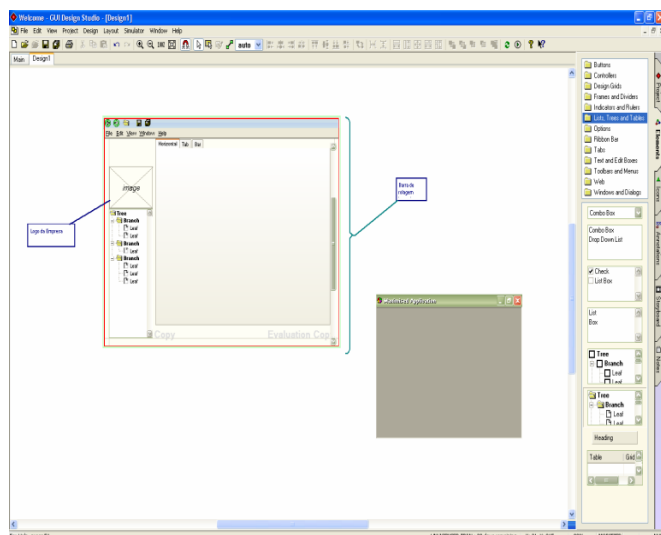 Welcome - GUI Design Studio - [Design1]
File Edit View Project Design Layout Simulator Window Help
auto
Main Design1
File Edit View Window Help
Horizontal Tab Bar
image
Tree
Branch
Leaf
Leaf
Branch
Leaf
Branch
Leaf
Leaf
Leaf
Copy
Evaluation Cop
Logo da Empresa
Barra de
rolagem
Maximized Application
Buttons
Controllers
Design Grids
Frames and Dividers
Indicators and Rulers
Lists, Trees and Tables
Options
Ribbon Bar
Tabs
Text and Edit Boxes
Toolbars and Menus
Web
Windows and Dialogs
Combo Box
Combo Box
Drop Down List
Check
List Box
List
Box
Tree
Branch
Leaf
Leaf
Tree
Branch
Leaf
Leaf
Heading
Table Grid
Project
Elements
Icons
Annotations
Storyboard
Notes